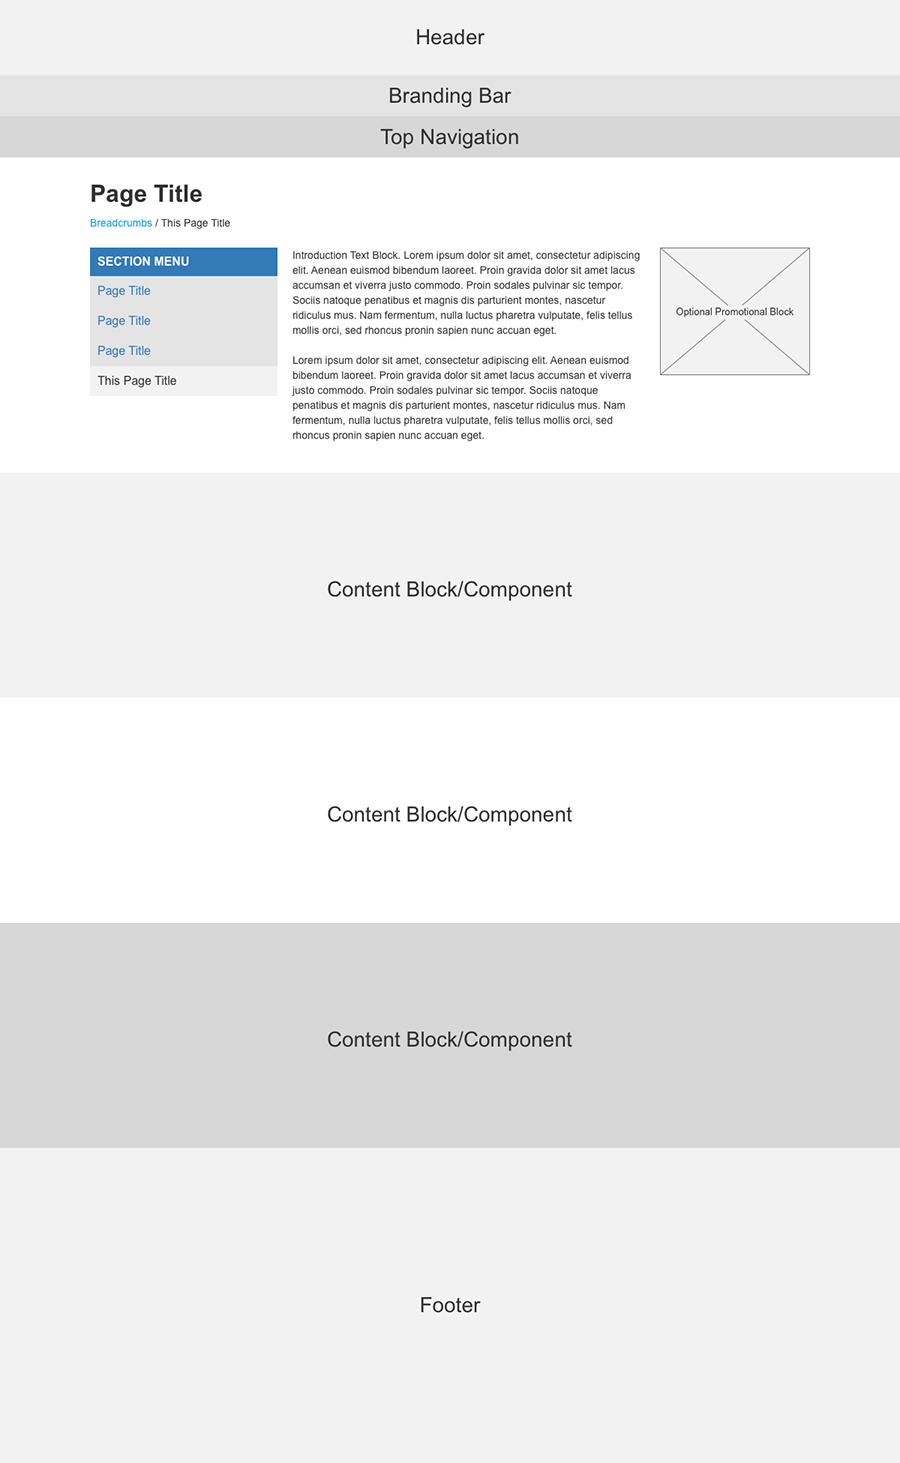 Header
Branding Bar
Top Navigation
Page Title
Breadcrumbs / This Page Title
SECTION MENU
Page Title
Page Title
Page Title
This Page Title
Introduction Text Block. Lorem ipsum dolor sit amet, consectetur adipiscing
elit. Aenean euismod bibendum laoreet. Proin gravida dolor sit amet lacus
accumsan et viverra justo commodo. Proin sodales pulvinar sic tempor.
Sociis natoque penatibus et magnis dis parturient montes, nascetur
ridiculus mus. Nam fermentum, nulla luctus pharetra vulputate, felis tellus
mollis orci, sed rhoncus pronin sapien nunc accuan eget.
Lorem ipsum dolor sit amet, consectetur adipiscing elit. Aenean euismod
bibendum laoreet. Proin gravida dolor sit amet lacus accumsan et viverra
justo commodo. Proin sodales pulvinar sic tempor. Sociis natoque
penatibus et magnis dis parturient montes, nascetur ridiculus mus. Nam
fermentum, nulla luctus pharetra vulputate, felis tellus mollis orci, sed
rhoncus pronin sapien nunc accuan eget.
Optional Promotional Block
Content Block/Component
Content Block/Component
Content Block/Component
Footer